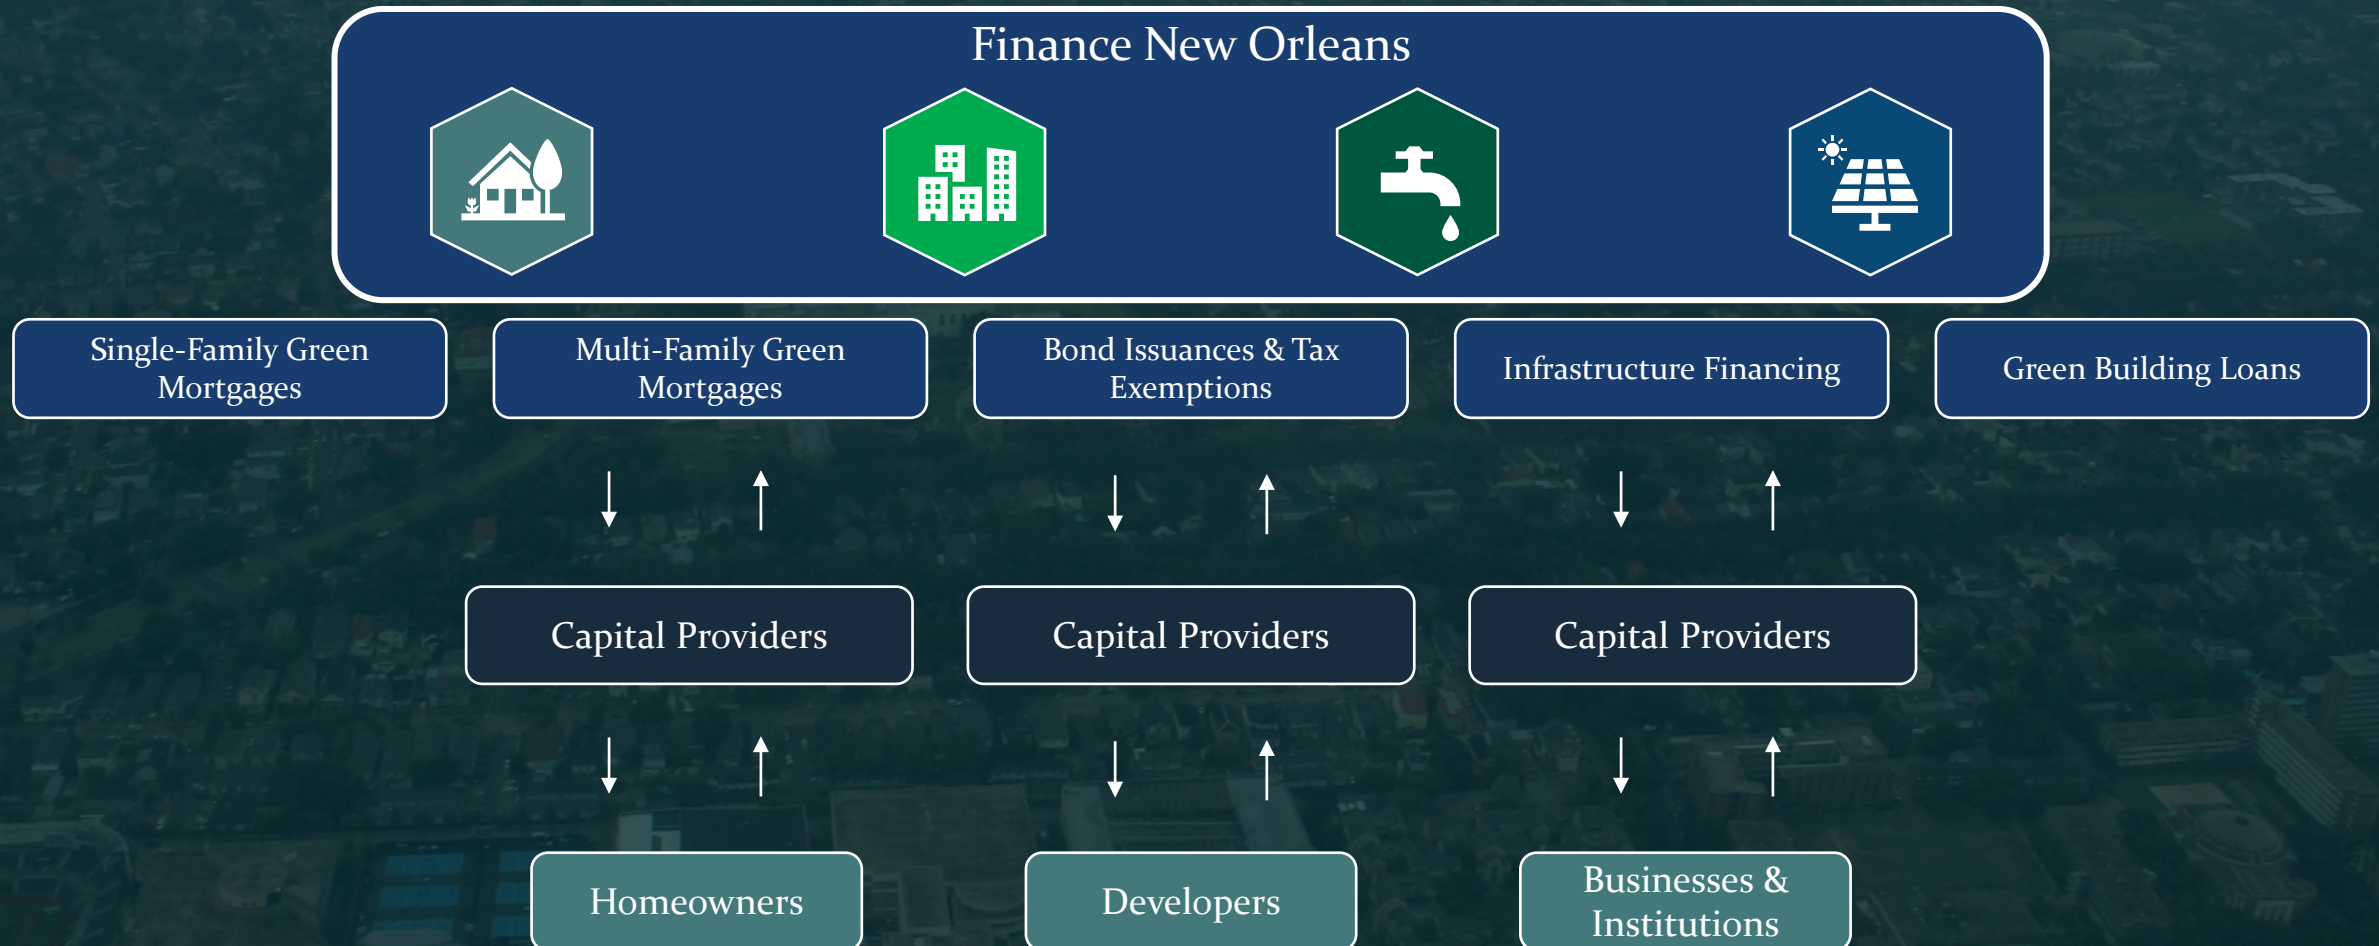 Finance New Orleans
Single-Family Green
Mortgages
Multi-Family Green
Mortgages
Bond Issuances & Tax
Exemptions
Infrastructure Financing
Green Building Loans
Capital Providers
Capital Providers
Capital Providers
Homeowners
Developers
Businesses &
Institutions